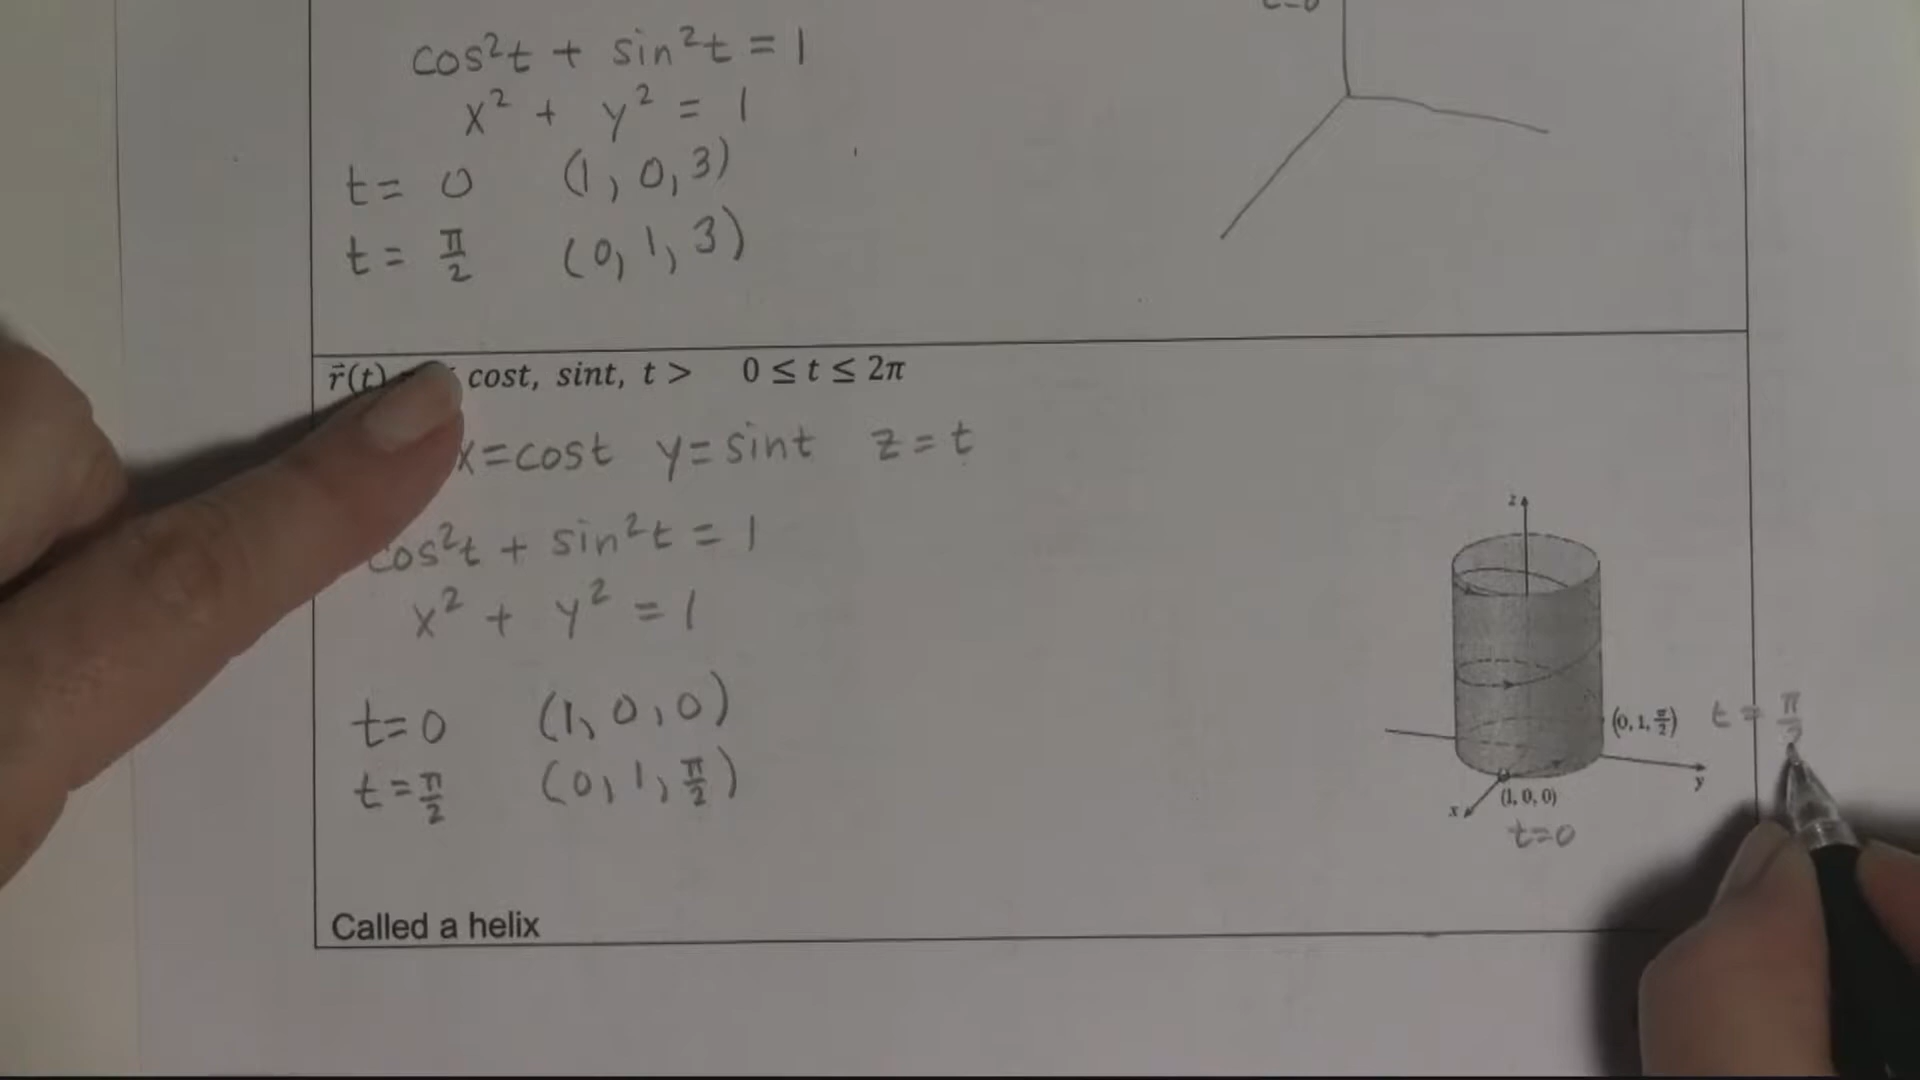 t=0
cos²t + sin²t = 1
x² + y² = 1
t= 0 (1, 0, 3)
t= π/2 (0, 1, 3)
r⃗(t) cost, sint, t > 0 ≤ t ≤ 2π
x=cost y=sint z=t
cos²t + sin²t = 1
x² + y² = 1
z
t=0 (1, 0, 0)
(0, 1, π/2) t = π/2
t=π/2 (0, 1, π/2)
y
x (1, 0, 0)
t=0
Called a helix